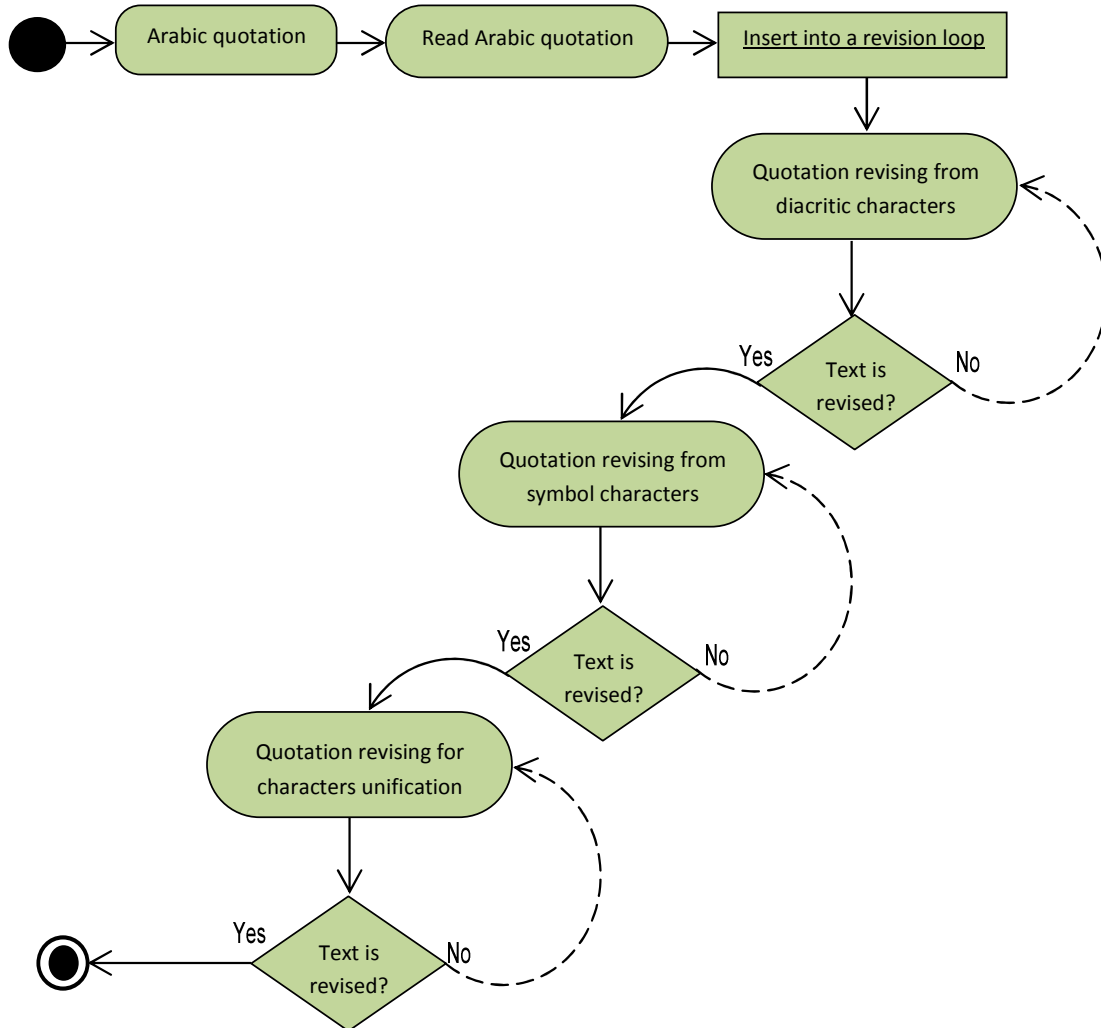 Arabic quotation
Read Arabic quotation
Insert into a revision loop
Quotation revising from
diacritic characters
Yes
Text is
revised?
No
Quotation revising from
symbol characters
Yes
Text is
revised?
No
Quotation revising for
characters unification
Yes
Text is
revised?
No